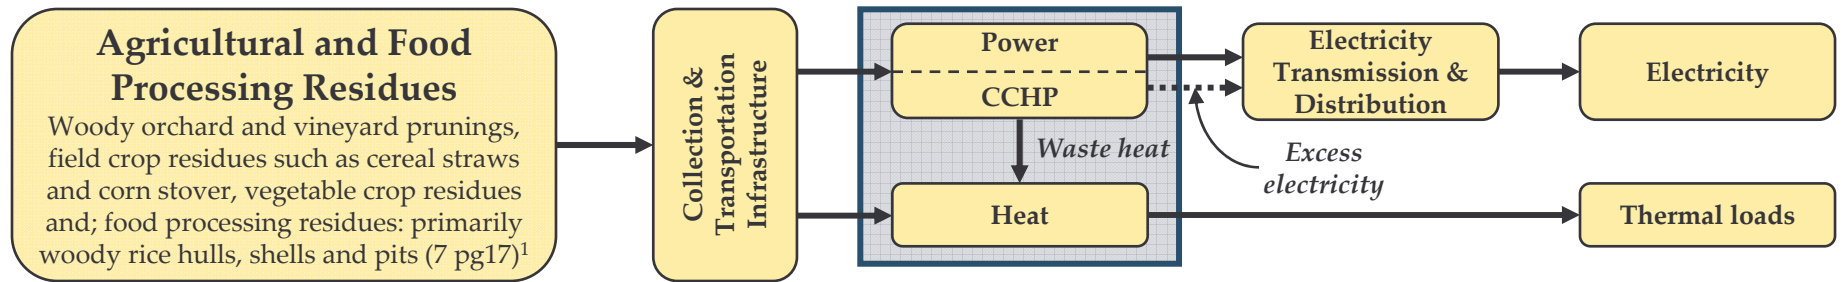 Agricultural and Food
Processing Residues
Woody orchard and vineyard prunings,
field crop residues such as cereal straws
and corn stover, vegetable crop residues
and; food processing residues: primarily
woody rice hulls, shells and pits (7 pg17)¹
Collection &
Transportation
Infrastructure
Power
CCHP
Waste heat
Heat
Excess
electricity
Electricity
Transmission &
Distribution
Electricity
Thermal loads